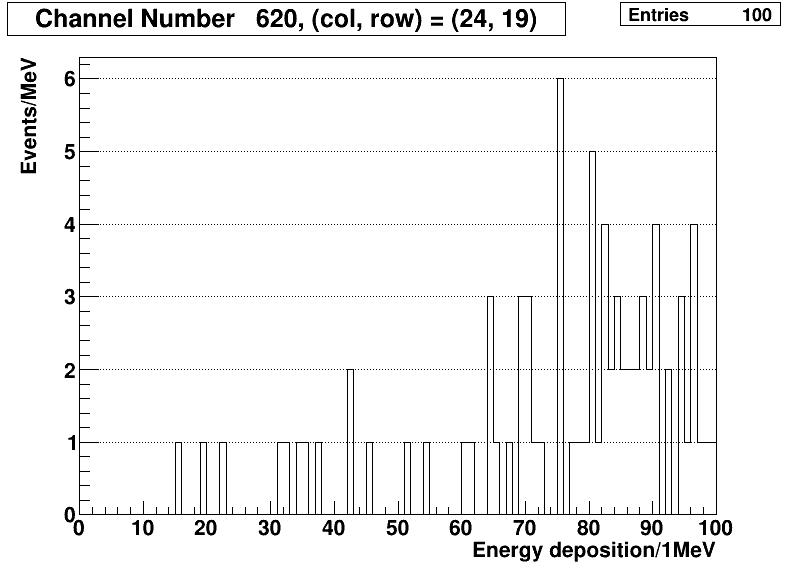 Channel Number 620, (col, row) = (24, 19)
Entries 100
Events/MeV
6
5
4
3
2
1
0
0 10 20 30 40 50 60 70 80 90 100
Energy deposition/1MeV